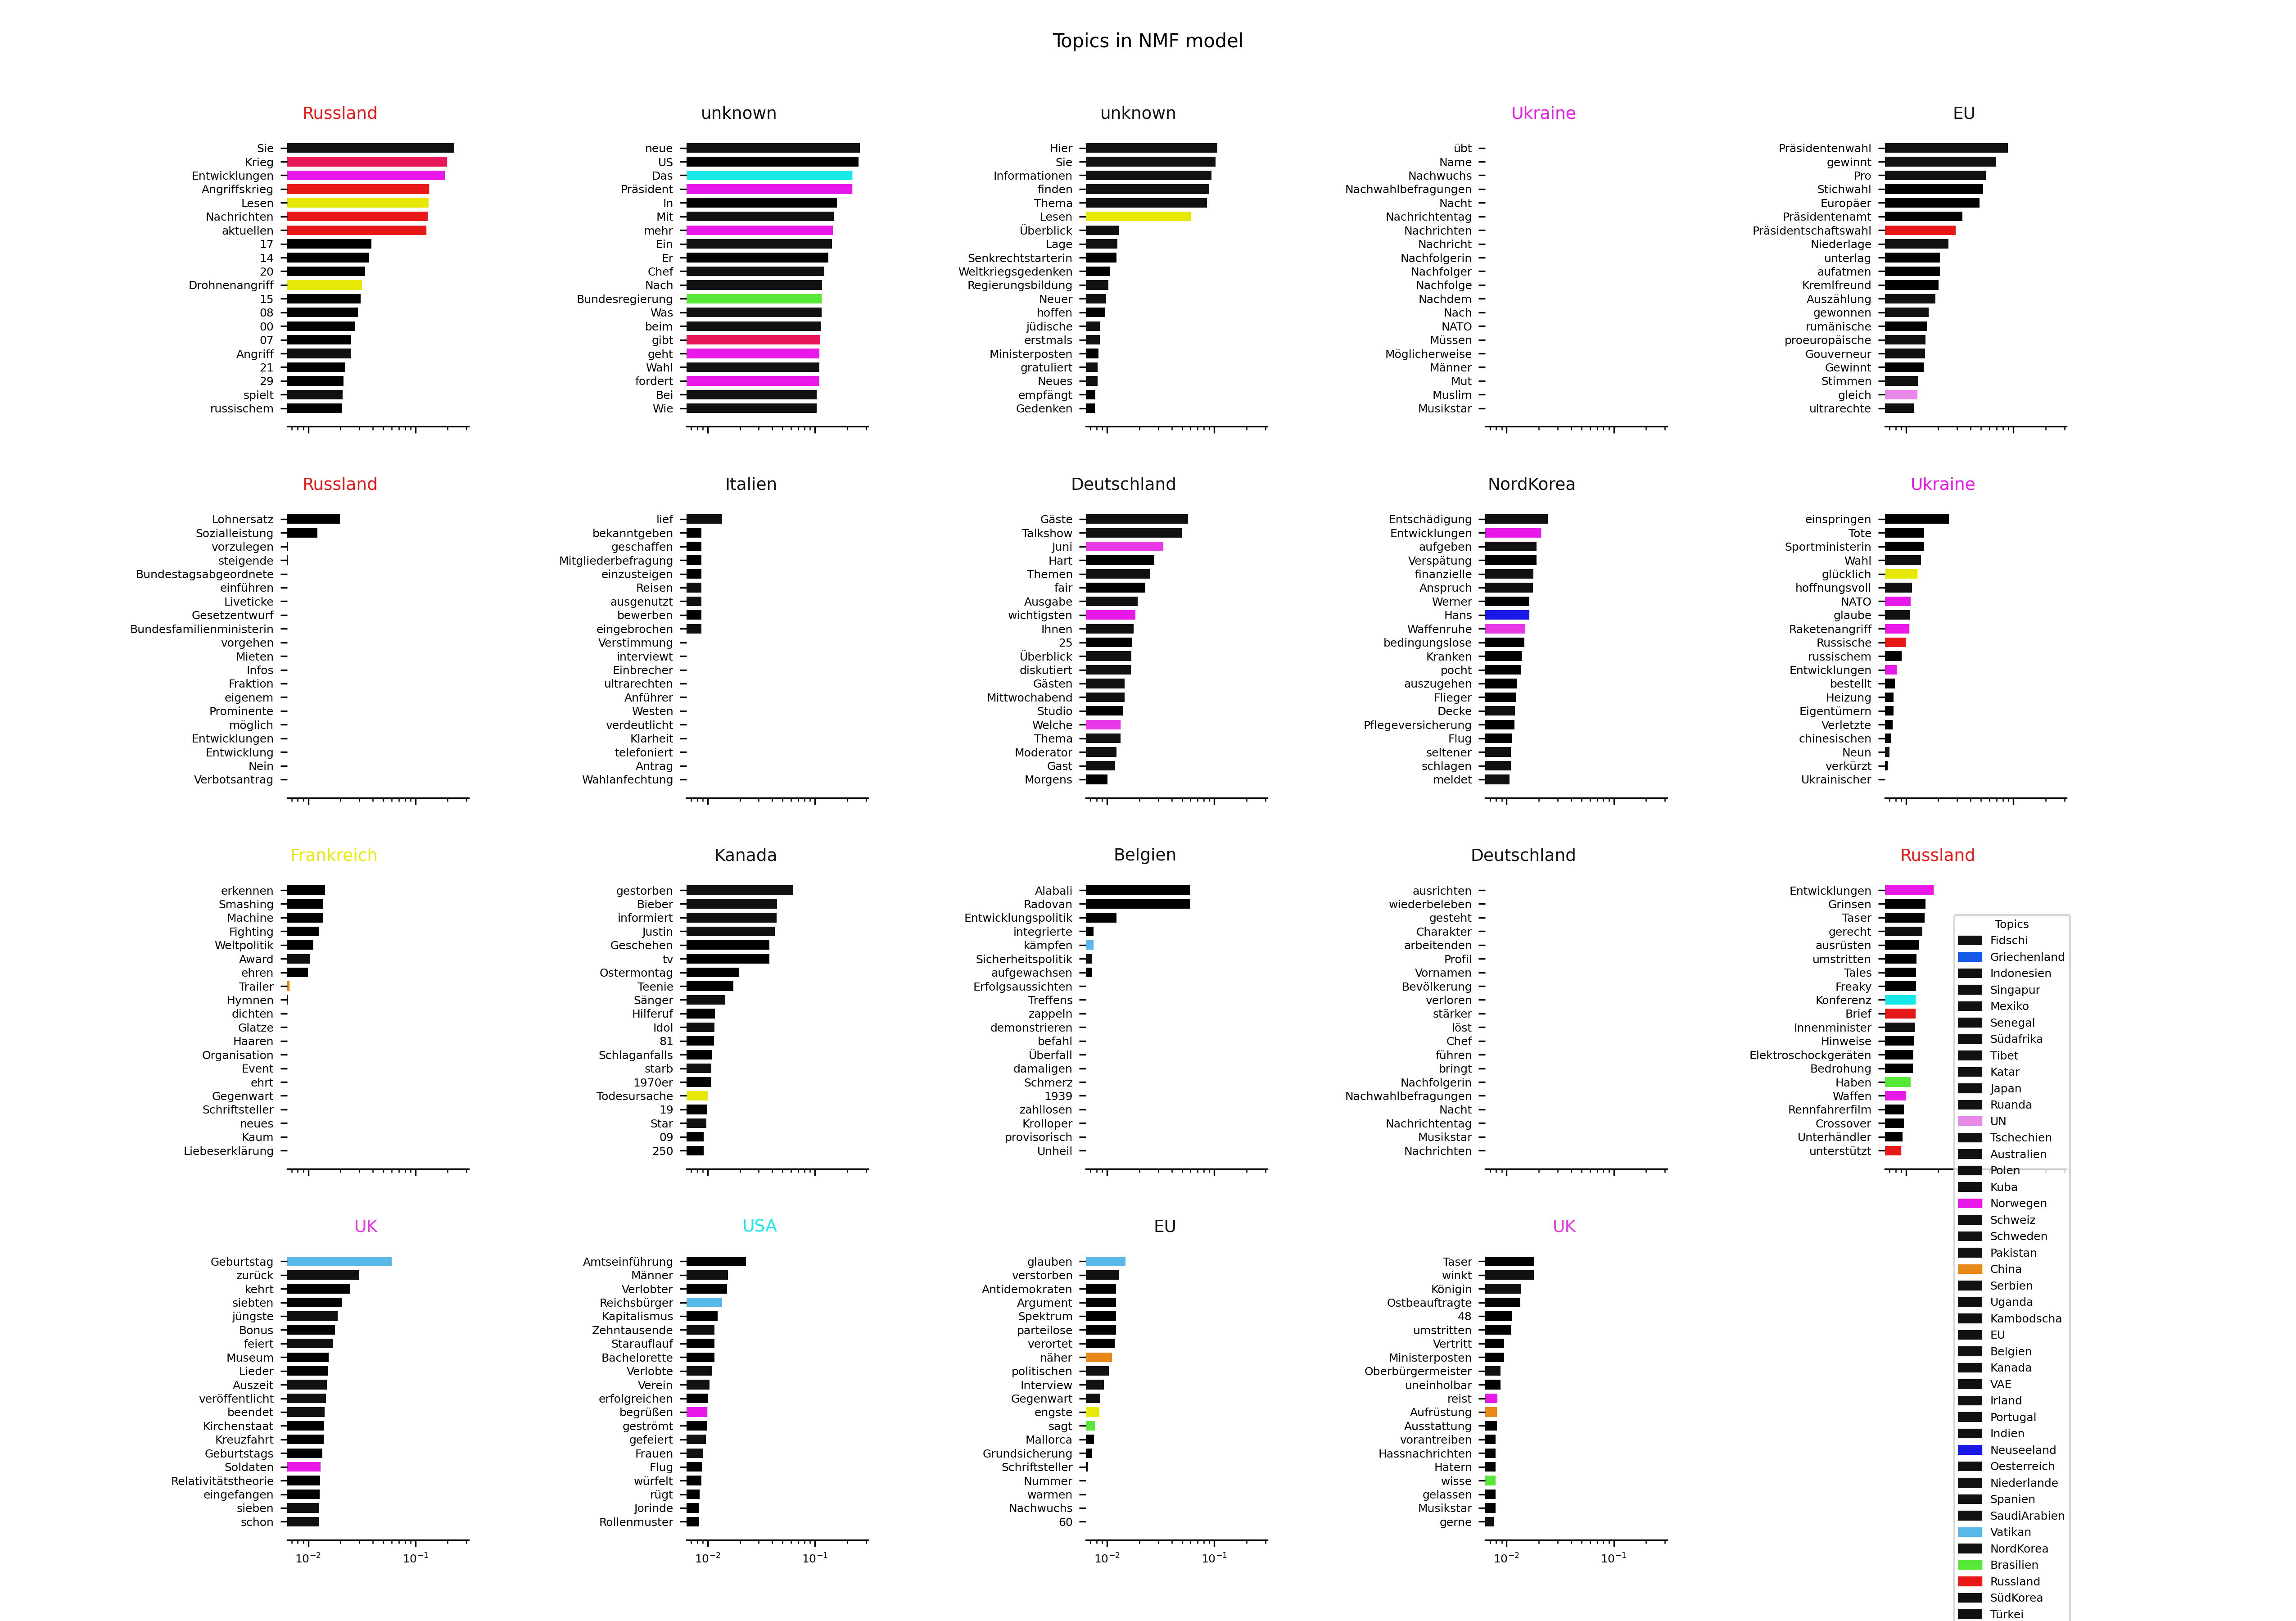 Topics in NMF model
Russland
Sie
Krieg
Entwicklungen
Angriffskrieg
Lesen
Nachrichten
aktuellen
17
14
20
Drohnenangriff
15
08
00
07
Angriff
21
29
spielt
russischem
unknown
neue
US
Das
Präsident
In
Mit
mehr
Ein
Er
Chef
Nach
Bundesregierung
Was
beim
gibt
geht
Wahl
fordert
Bei
Wie
unknown
Hier
Sie
Informationen
finden
Thema
Lesen
Überblick
Lage
Senkrechtstarterin
Weltkriegsgedenken
Regierungsbildung
Neuer
hoffen
jüdische
erstmals
Ministerposten
gratuliert
Neues
empfängt
Gedenken
Ukraine
übt
Name
Nachwuchs
Nachwahlbefragungen
Nacht
Nachrichtentag
Nachrichten
Nachricht
Nachfolgerin
Nachfolger
Nachfolge
Nachdem
Nach
NATO
Müssen
Möglicherweise
Männer
Mut
Muslim
Musikstar
EU
Präsidentenwahl
gewinnt
Pro
Stichwahl
Europäer
Präsidentenamt
Präsidentschaftswahl
Niederlage
unterlag
aufatmen
Kremlfreund
Auszählung
gewonnen
rumänische
proeuropäische
Gouverneur
Gewinnt
Stimmen
gleich
ultrarechte
Russland
Lohnersatz
Sozialleistung
vorzulegen
steigende
Bundestagsabgeordnete
einführen
Liveticke
Gesetzentwurf
Bundesfamilienministerin
vorgehen
Mieten
Infos
Fraktion
eigenem
Prominente
möglich
Entwicklungen
Entwicklung
Nein
Verbotsantrag
Italien
lief
bekanntgeben
geschaffen
Mitgliederbefragung
einzusteigen
Reisen
ausgenutzt
bewerben
eingebrochen
Verstimmung
interviewt
Einbrecher
ultrarechten
Anführer
Westen
verdeutlicht
Klarheit
telefoniert
Antrag
Wahlanfechtung
Deutschland
Gäste
Talkshow
Juni
Hart
Themen
fair
Ausgabe
wichtigsten
Ihnen
25
Überblick
diskutiert
Gästen
Mittwochabend
Studio
Welche
Thema
Moderator
Gast
Morgens
NordKorea
Entschädigung
Entwicklungen
aufgeben
Verspätung
finanzielle
Anspruch
Werner
Hans
Waffenruhe
bedingungslose
Kranken
pocht
auszugehen
Flieger
Decke
Pflegeversicherung
Flug
seltener
schlagen
meldet
Ukraine
einspringen
Tote
Sportministerin
Wahl
glücklich
hoffnungsvoll
NATO
glaube
Raketenangriff
Russische
russischem
Entwicklungen
bestellt
Heizung
Eigentümern
Verletzte
chinesischen
Neun
verkürzt
Ukrainischer
Frankreich
erkennen
Smashing
Machine
Fighting
Weltpolitik
Award
ehren
Trailer
Hymnen
dichten
Glatze
Haaren
Organisation
Event
ehrt
Gegenwart
Schriftsteller
neues
Kaum
Liebeserklärung
Kanada
gestorben
Bieber
informiert
Justin
Geschehen
tv
Ostermontag
Teenie
Sänger
Hilferuf
Idol
81
Schlaganfalls
starb
1970er
Todesursache
19
Star
09
250
Belgien
Alabali
Radovan
Entwicklungspolitik
integrierte
kämpfen
Sicherheitspolitik
aufgewachsen
Erfolgsaussichten
Treffens
zappeln
demonstrieren
befahl
Überfall
damaligen
Schmerz
1939
zahllosen
Krolloper
provisorisch
Unheil
Deutschland
ausrichten
wiederbeleben
gesteht
Charakter
arbeitenden
Profil
Vornamen
Bevölkerung
verloren
stärker
löst
Chef
führen
bringt
Nachfolgerin
Nachwahlbefragungen
Nacht
Nachrichtentag
Musikstar
Nachrichten
Russland
Entwicklungen
Grinsen
Taser
gerecht
ausrüsten
umstritten
Tales
Freaky
Konferenz
Brief
Innenminister
Hinweise
Elektroschockgeräten
Bedrohung
Haben
Waffen
Rennfahrerfilm
Crossover
Unterhändler
unterstützt
UK
Geburtstag
zurück
kehrt
siebten
jüngste
Bonus
feiert
Museum
Lieder
Auszeit
veröffentlicht
beendet
Kirchenstaat
Kreuzfahrt
Geburtstags
Soldaten
Relativitätstheorie
eingefangen
sieben
schon
10⁻² 10⁻¹
USA
Amtseinführung
Männer
Verlobter
Reichsbürger
Kapitalismus
Zehntausende
Starauflauf
Bachelorette
Verlobte
Verein
erfolgreichen
begrüßen
geströmt
gefeiert
Frauen
Flug
würfelt
rügt
Jorinde
Rollenmuster
10⁻² 10⁻¹
EU
glauben
verstorben
Antidemokraten
Argument
Spektrum
parteilose
verortet
näher
politischen
Interview
Gegenwart
engste
sagt
Mallorca
Grundsicherung
Schriftsteller
Nummer
warmen
Nachwuchs
60
10⁻² 10⁻¹
UK
Taser
winkt
Königin
Ostbeauftragte
48
umstritten
Vertritt
Ministerposten
Oberbürgermeister
uneinholbar
reist
Aufrüstung
Ausstattung
vorantreiben
Hassnachrichten
Hatern
wisse
gelassen
Musikstar
gerne
10⁻² 10⁻¹
Topics
Fidschi
Griechenland
Indonesien
Singapur
Mexiko
Senegal
Südafrika
Tibet
Katar
Japan
Ruanda
UN
Tschechien
Australien
Polen
Kuba
Norwegen
Schweiz
Schweden
Pakistan
China
Serbien
Uganda
Kambodscha
EU
Belgien
Kanada
VAE
Irland
Portugal
Indien
Neuseeland
Oesterreich
Niederlande
Spanien
SaudiArabien
Vatikan
NordKorea
Brasilien
Russland
SüdKorea
Türkei